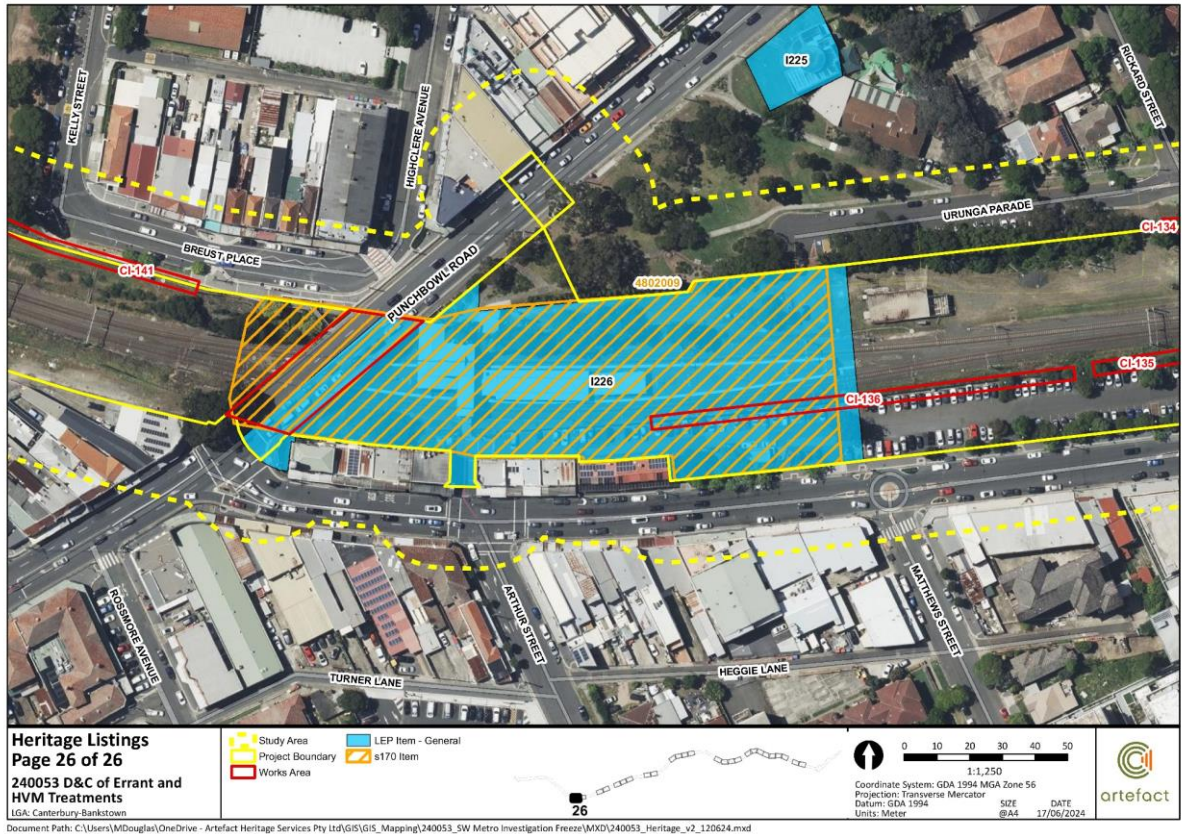 I225
RICKARD STREET
KELLY STREET
HIGHCLERE AVENUE
URUNGA PARADE
CI-134
BREUST PLACE
PUNCHBOWL ROAD
CI-141
4802009
CI-135
I226
CI-136
ROSSMORE AVENUE
ARTHUR STREET
MATTHEWS STREET
HEGGIE LANE
TURNER LANE
Heritage Listings
Page 26 of 26
240053 D&C of Errant and
HVM Treatments
LGA: Canterbury-Bankstown
Study Area
Project Boundary
Works Area
LEP Item - General
s170 Item
26
0 10 20 30 40 50
1:1,250
Coordinate System: GDA 1994 MGA Zone 56
Projection: Transverse Mercator
Datum: GDA 1994
Units: Meter
SIZE
@A4
DATE
17/06/2024
artefact
Document Path: C:\Users\MDouglas\OneDrive - Artefact Heritage Services Pty Ltd\GIS\GIS_Mapping\240053_SW Metro Investigation Freeze\MXD\240053_Heritage_v2_120624.mxd